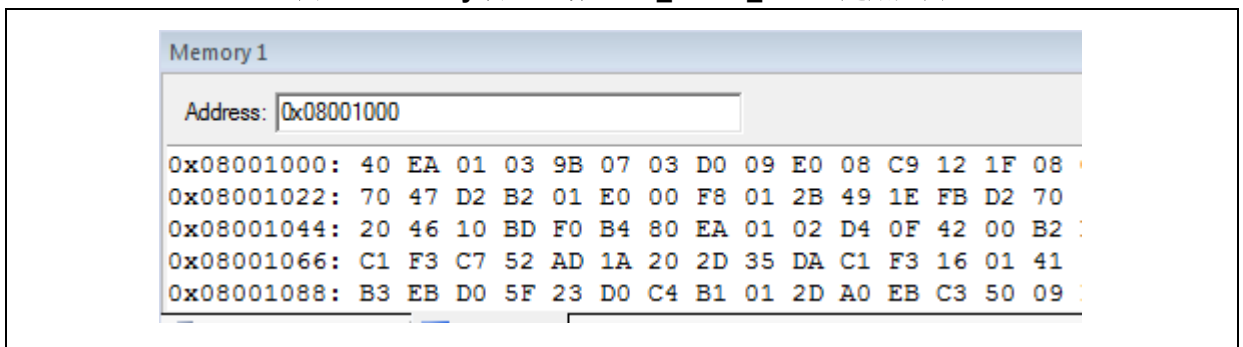 Memory 1
Address: 0x08001000
0x08001000: 40 EA 01 03 9B 07 03 D0 09 E0 08 C9 12 1F 08
0x08001022: 70 47 D2 B2 01 E0 00 F8 01 2B 49 1E FB D2 70
0x08001044: 20 46 10 BD F0 B4 80 EA 01 02 D4 0F 42 00 B2
0x08001066: C1 F3 C7 52 AD 1A 20 2D 35 DA C1 F3 16 01 41
0x08001088: B3 EB D0 5F 23 D0 C4 B1 01 2D A0 EB C3 50 09